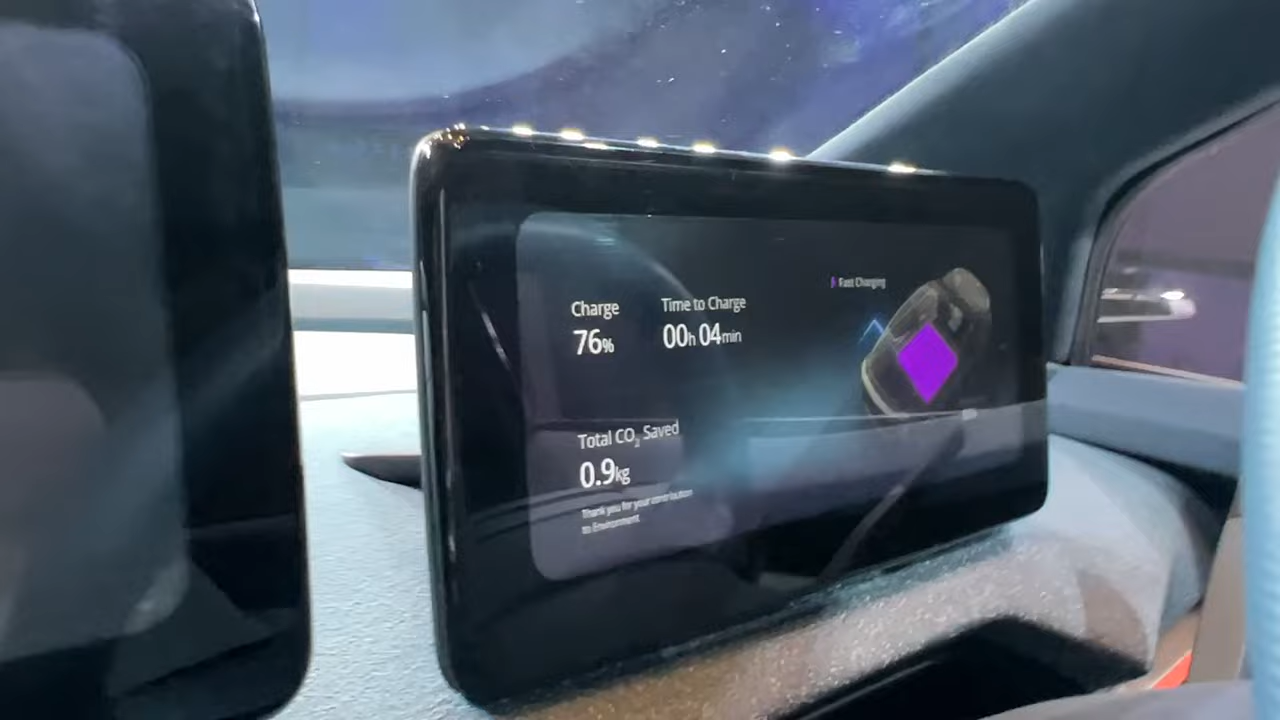 Fast Charging
Charge
76%
Time to Charge
00h 04min
Total CO₂ Saved
0.9kg
Thank you for your contribution
to Environment